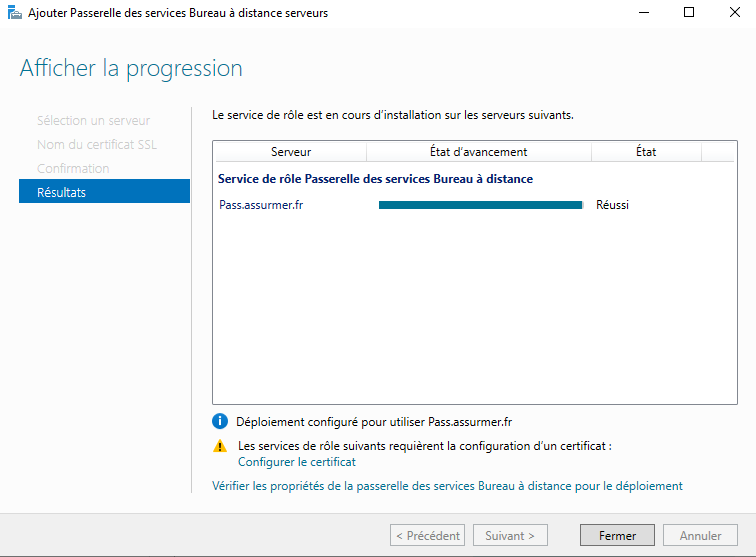 Ajouter Passerelle des services Bureau à distance serveurs
Afficher la progression
Sélection un serveur
Nom du certificat SSL
Confirmation
Résultats
Le service de rôle est en cours d'installation sur les serveurs suivants.
Serveur État d'avancement État
Service de rôle Passerelle des services Bureau à distance
Pass.assurmer.fr Réussi
Déploiement configuré pour utiliser Pass.assurmer.fr
Les services de rôle suivants requièrent la configuration d'un certificat :
Configurer le certificat
Vérifier les propriétés de la passerelle des services Bureau à distance pour le déploiement
< Précédent Suivant > Fermer Annuler